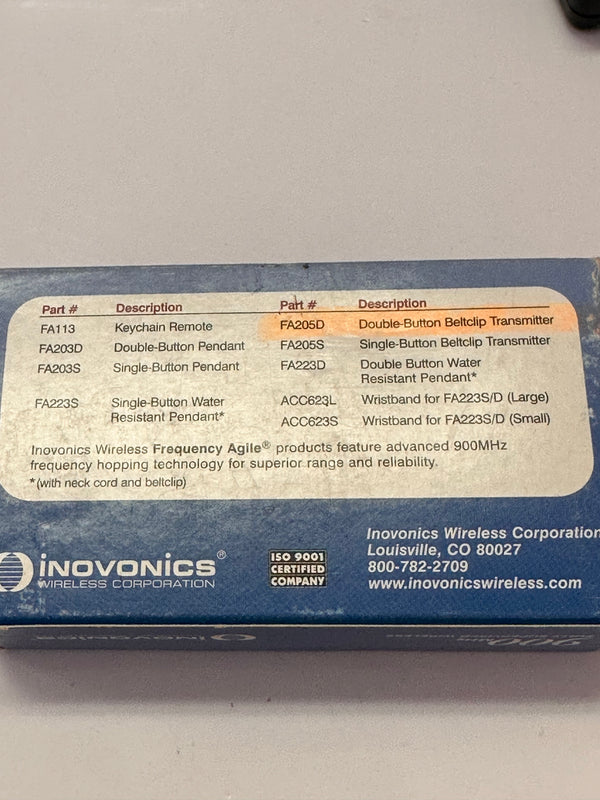 Part # Description Part # Description
FA113 Keychain Remote FA205D Double-Button Beltclip Transmitter
FA203D Double-Button Pendant FA205S Single-Button Beltclip Transmitter
FA203S Single-Button Pendant FA223D Double Button Water
Resistant Pendant*
FA223S Single-Button Water ACC623L Wristband for FA223S/D (Large)
Resistant Pendant* ACC623S Wristband for FA223S/D (Small)
Inovonics Wireless Frequency Agile® products feature advanced 900MHz
frequency hopping technology for superior range and reliability.
*(with neck cord and beltclip)
iNOVONiCS®
WIRELESS CORPORATION
ISO 9001
CERTIFIED
COMPANY
Inovonics Wireless Corporation
Louisville, CO 80027
800-782-2709
www.inovonicswireless.com
iNOVONiCS
900